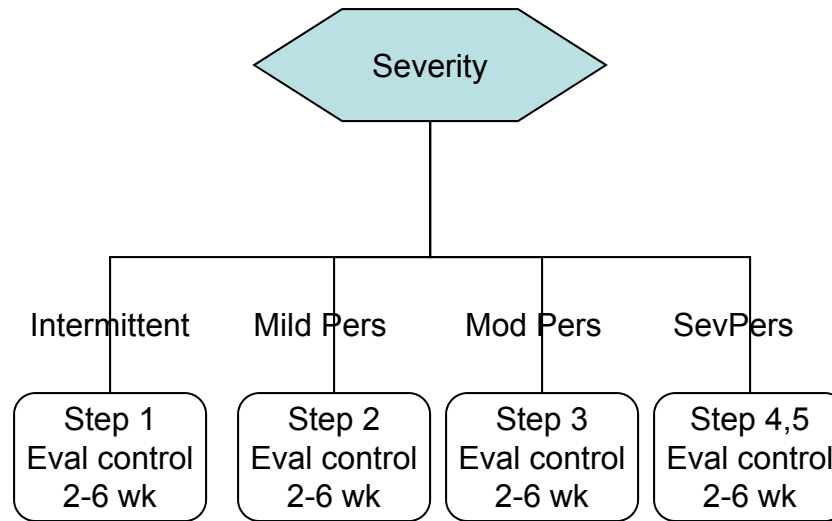 Severity
Intermittent
Mild Pers
Mod Pers
SevPers
Step 1
Eval control
2-6 wk
Step 2
Eval control
2-6 wk
Step 3
Eval control
2-6 wk
Step 4,5
Eval control
2-6 wk